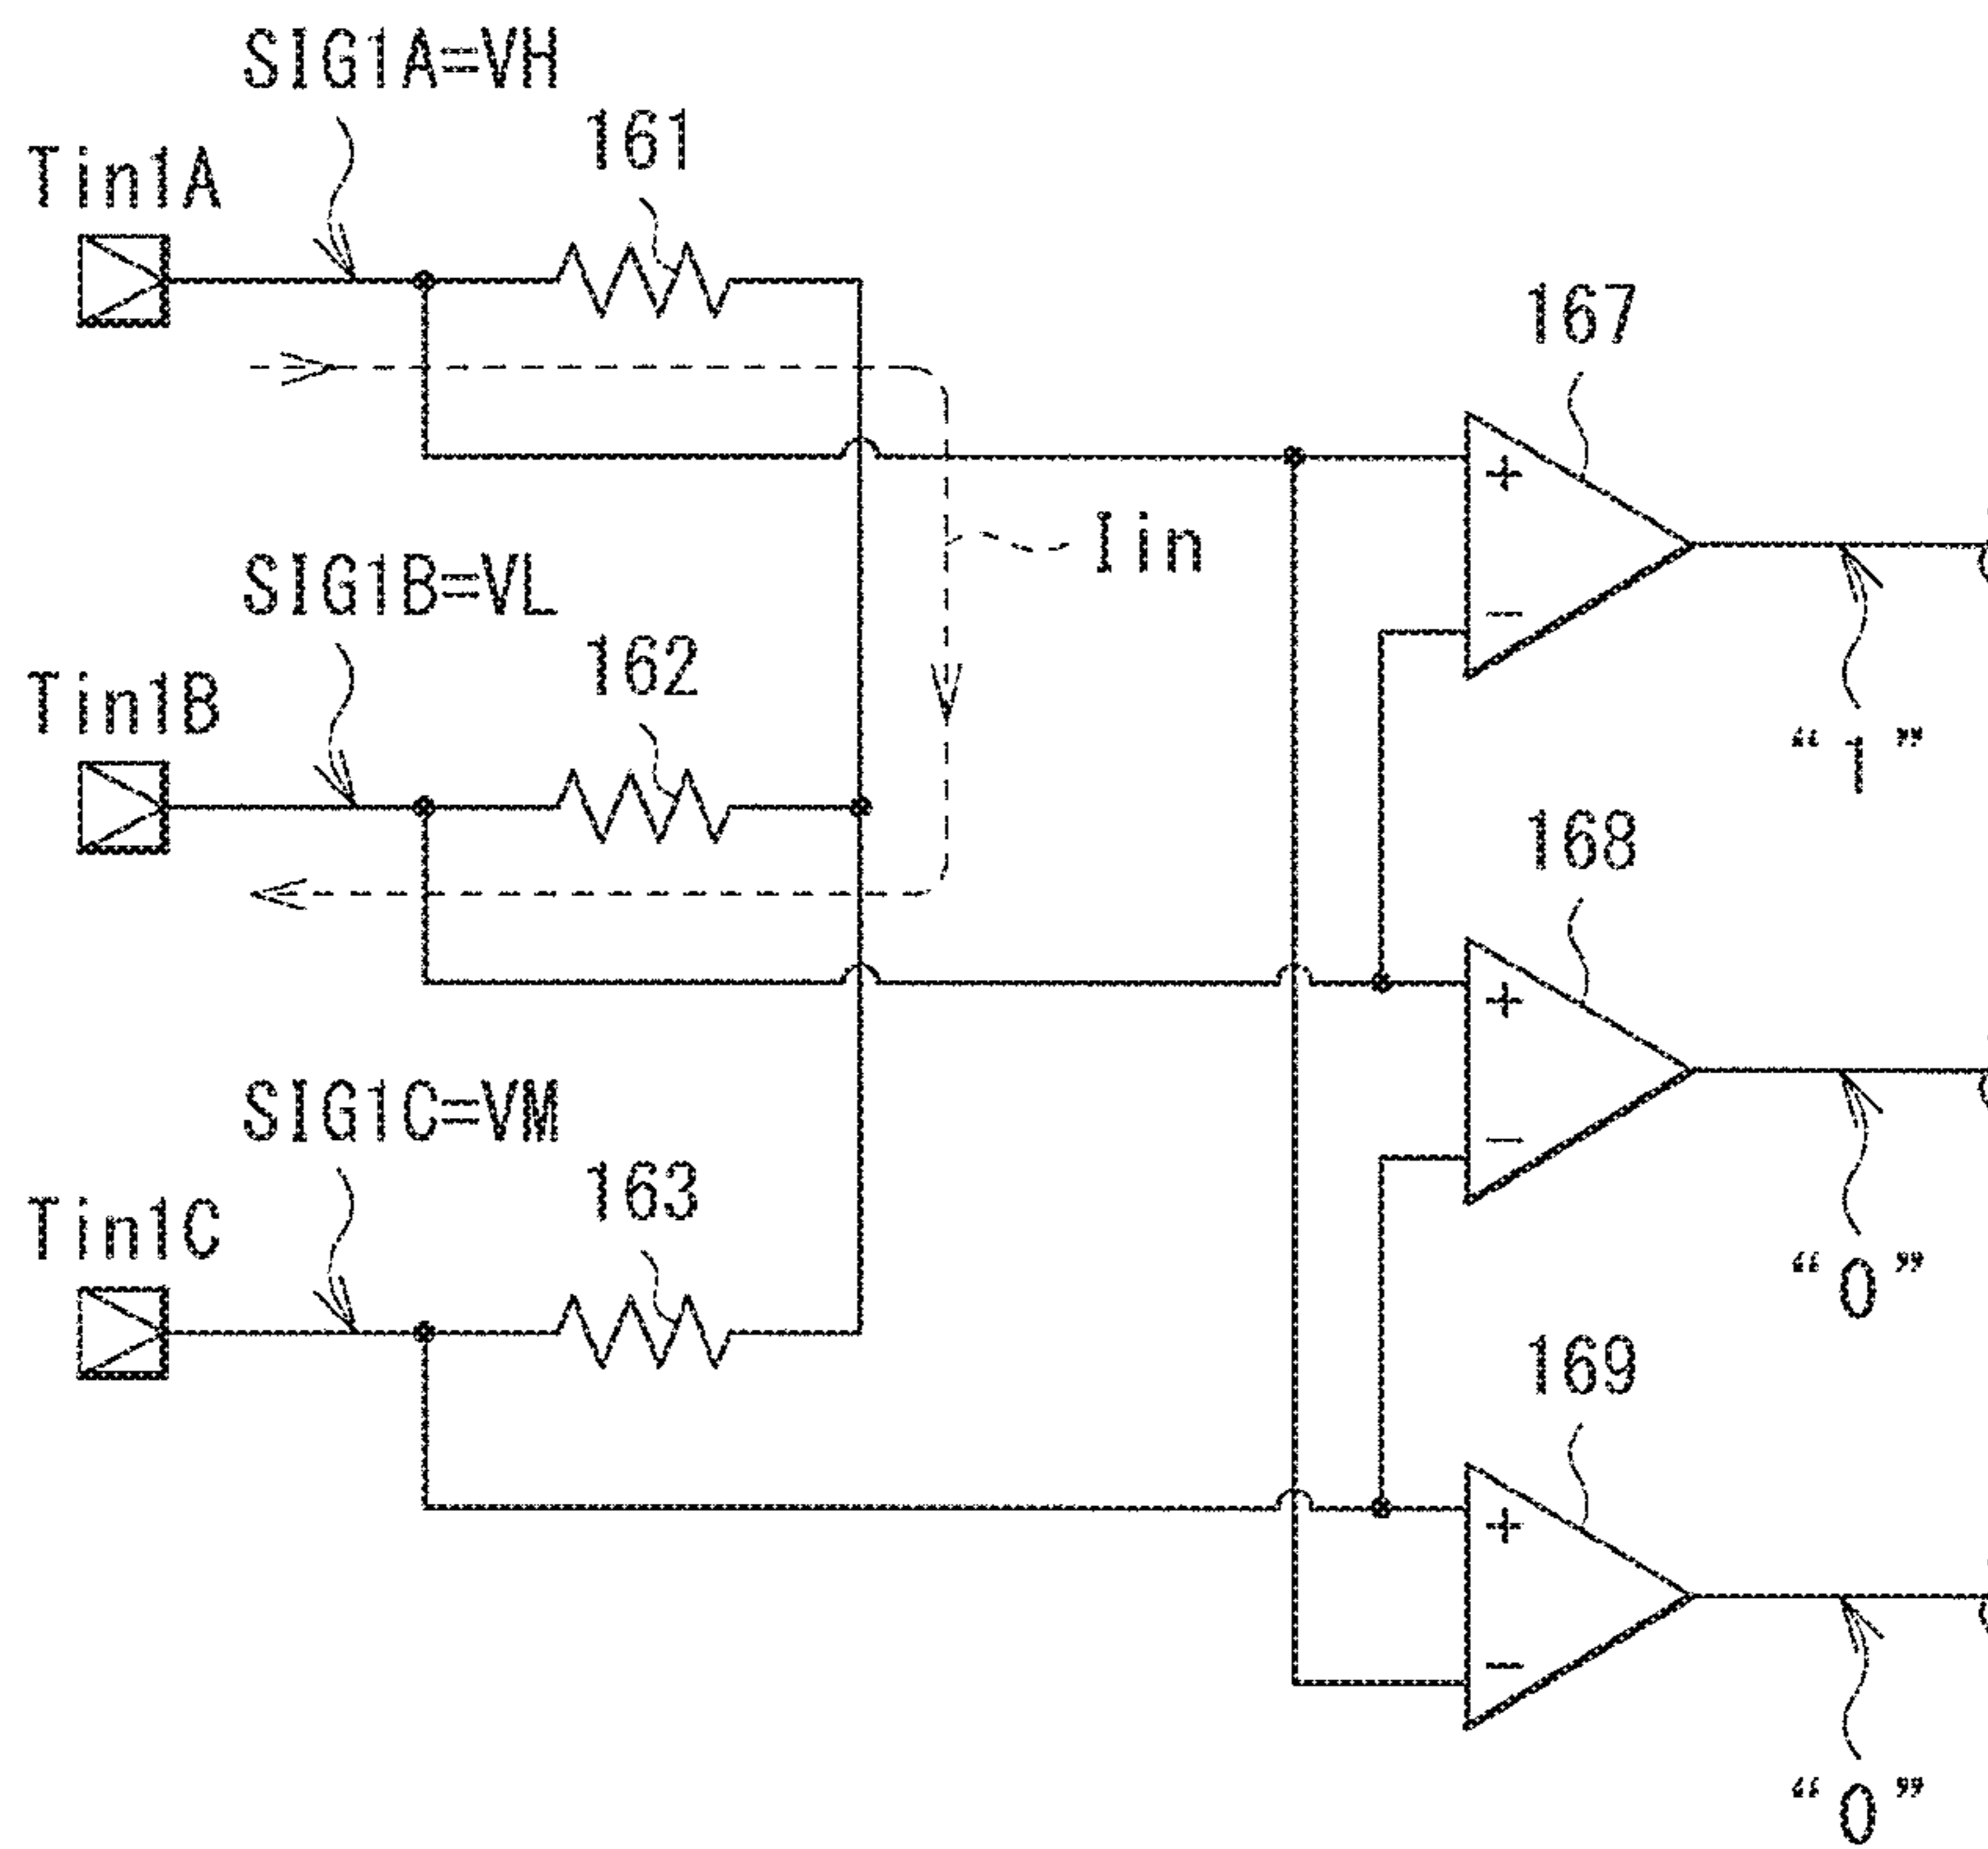 SIG1A=VH
161
Tin1A
167
+
−
Iin
"1"
SIG1B=VL
162
Tin1B
168
+
−
"0"
SIG1C=VM
163
Tin1C
169
+
−
"0"